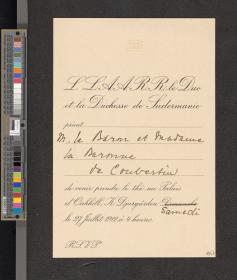 L.L.A.A.R.R. le Duc
et la Duchesse de Sudermanie
prient
M. le Baron et Madame
la Baronne
de Coubertin
de venir prendre le thé au Palais
d'Oakhill, K. Djurgården
Samedi
le 27 Juillet 1912 à 4 heures.
R.S.V.P.